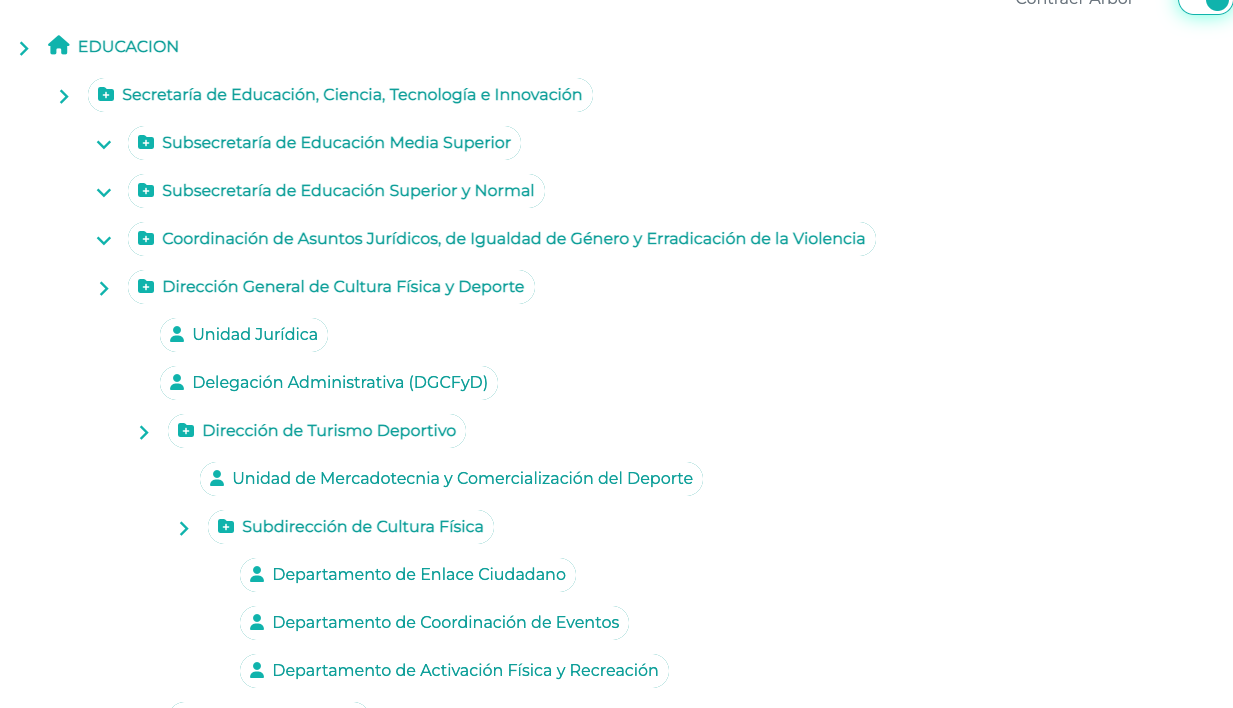 Contraer Árbol
EDUCACION
Secretaría de Educación, Ciencia, Tecnología e Innovación
Subsecretaría de Educación Media Superior
Subsecretaría de Educación Superior y Normal
Coordinación de Asuntos Jurídicos, de Igualdad de Género y Erradicación de la Violencia
Dirección General de Cultura Física y Deporte
Unidad Jurídica
Delegación Administrativa (DGCFyD)
Dirección de Turismo Deportivo
Unidad de Mercadotecnia y Comercialización del Deporte
Subdirección de Cultura Física
Departamento de Enlace Ciudadano
Departamento de Coordinación de Eventos
Departamento de Activación Física y Recreación